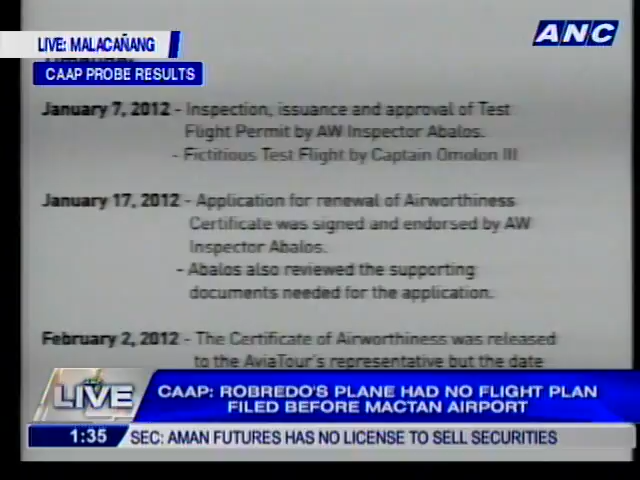 LIVE: MALACAÑANG
ANC
CAAP PROBE RESULTS
January 7, 2012 - Inspection, issuance and approval of Test
Flight Permit by AW Inspector Abalos.
- Fictitious Test Flight by Captain Omolon III
January 17, 2012 - Application for renewal of Airworthiness
Certificate was signed and endorsed by AW
Inspector Abalos.
- Abalos also reviewed the supporting
documents needed for the application.
February 2, 2012 - The Certificate of Airworthiness was released
to the AviaTour's representative but the date
LIVE
CAAP: ROBREDO'S PLANE HAD NO FLIGHT PLAN
FILED BEFORE MACTAN AIRPORT
1:35 SEC: AMAN FUTURES HAS NO LICENSE TO SELL SECURITIES